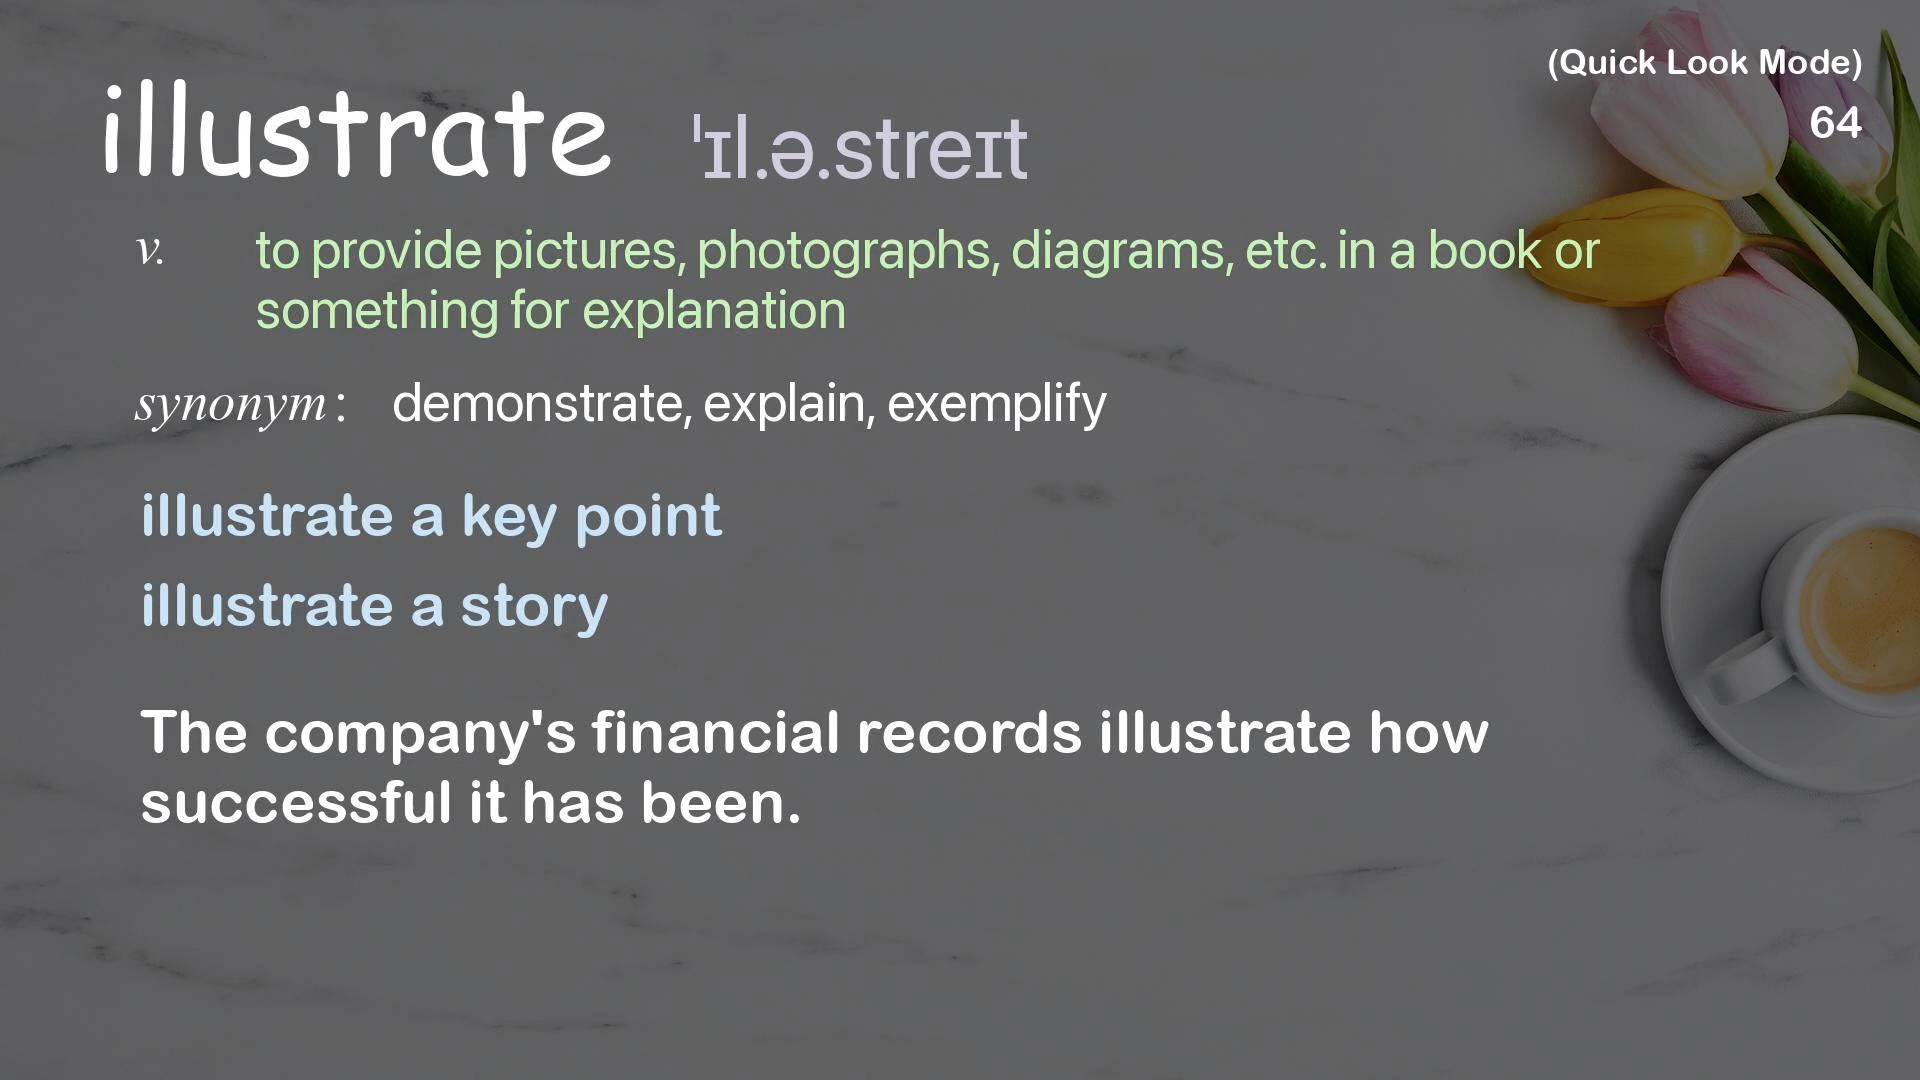 (Quick Look Mode)
64
illustrate ˈɪl.ə.streɪt
v. to provide pictures, photographs, diagrams, etc. in a book or
something for explanation
synonym : demonstrate, explain, exemplify
illustrate a key point
illustrate a story
The company's financial records illustrate how
successful it has been.